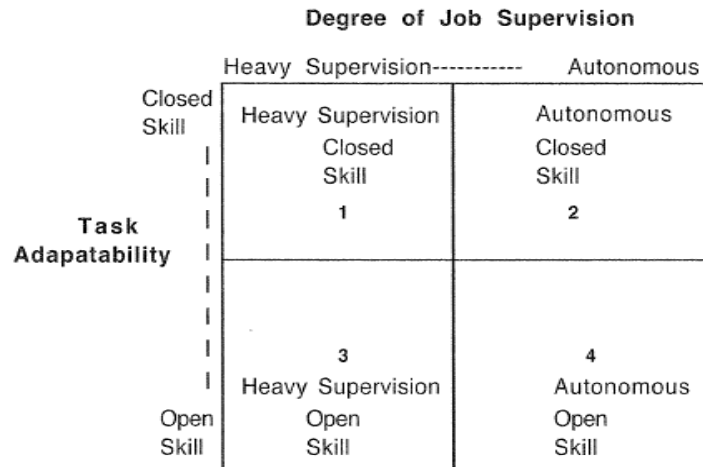 Degree of Job Supervision
Heavy Supervision---------- Autonomous
Closed
Skill
Heavy Supervision
Closed
Skill
1
Autonomous
Closed
Skill
2
Task
Adapatability
3
Heavy Supervision
Open
Skill
4
Autonomous
Open
Skill
Open
Skill